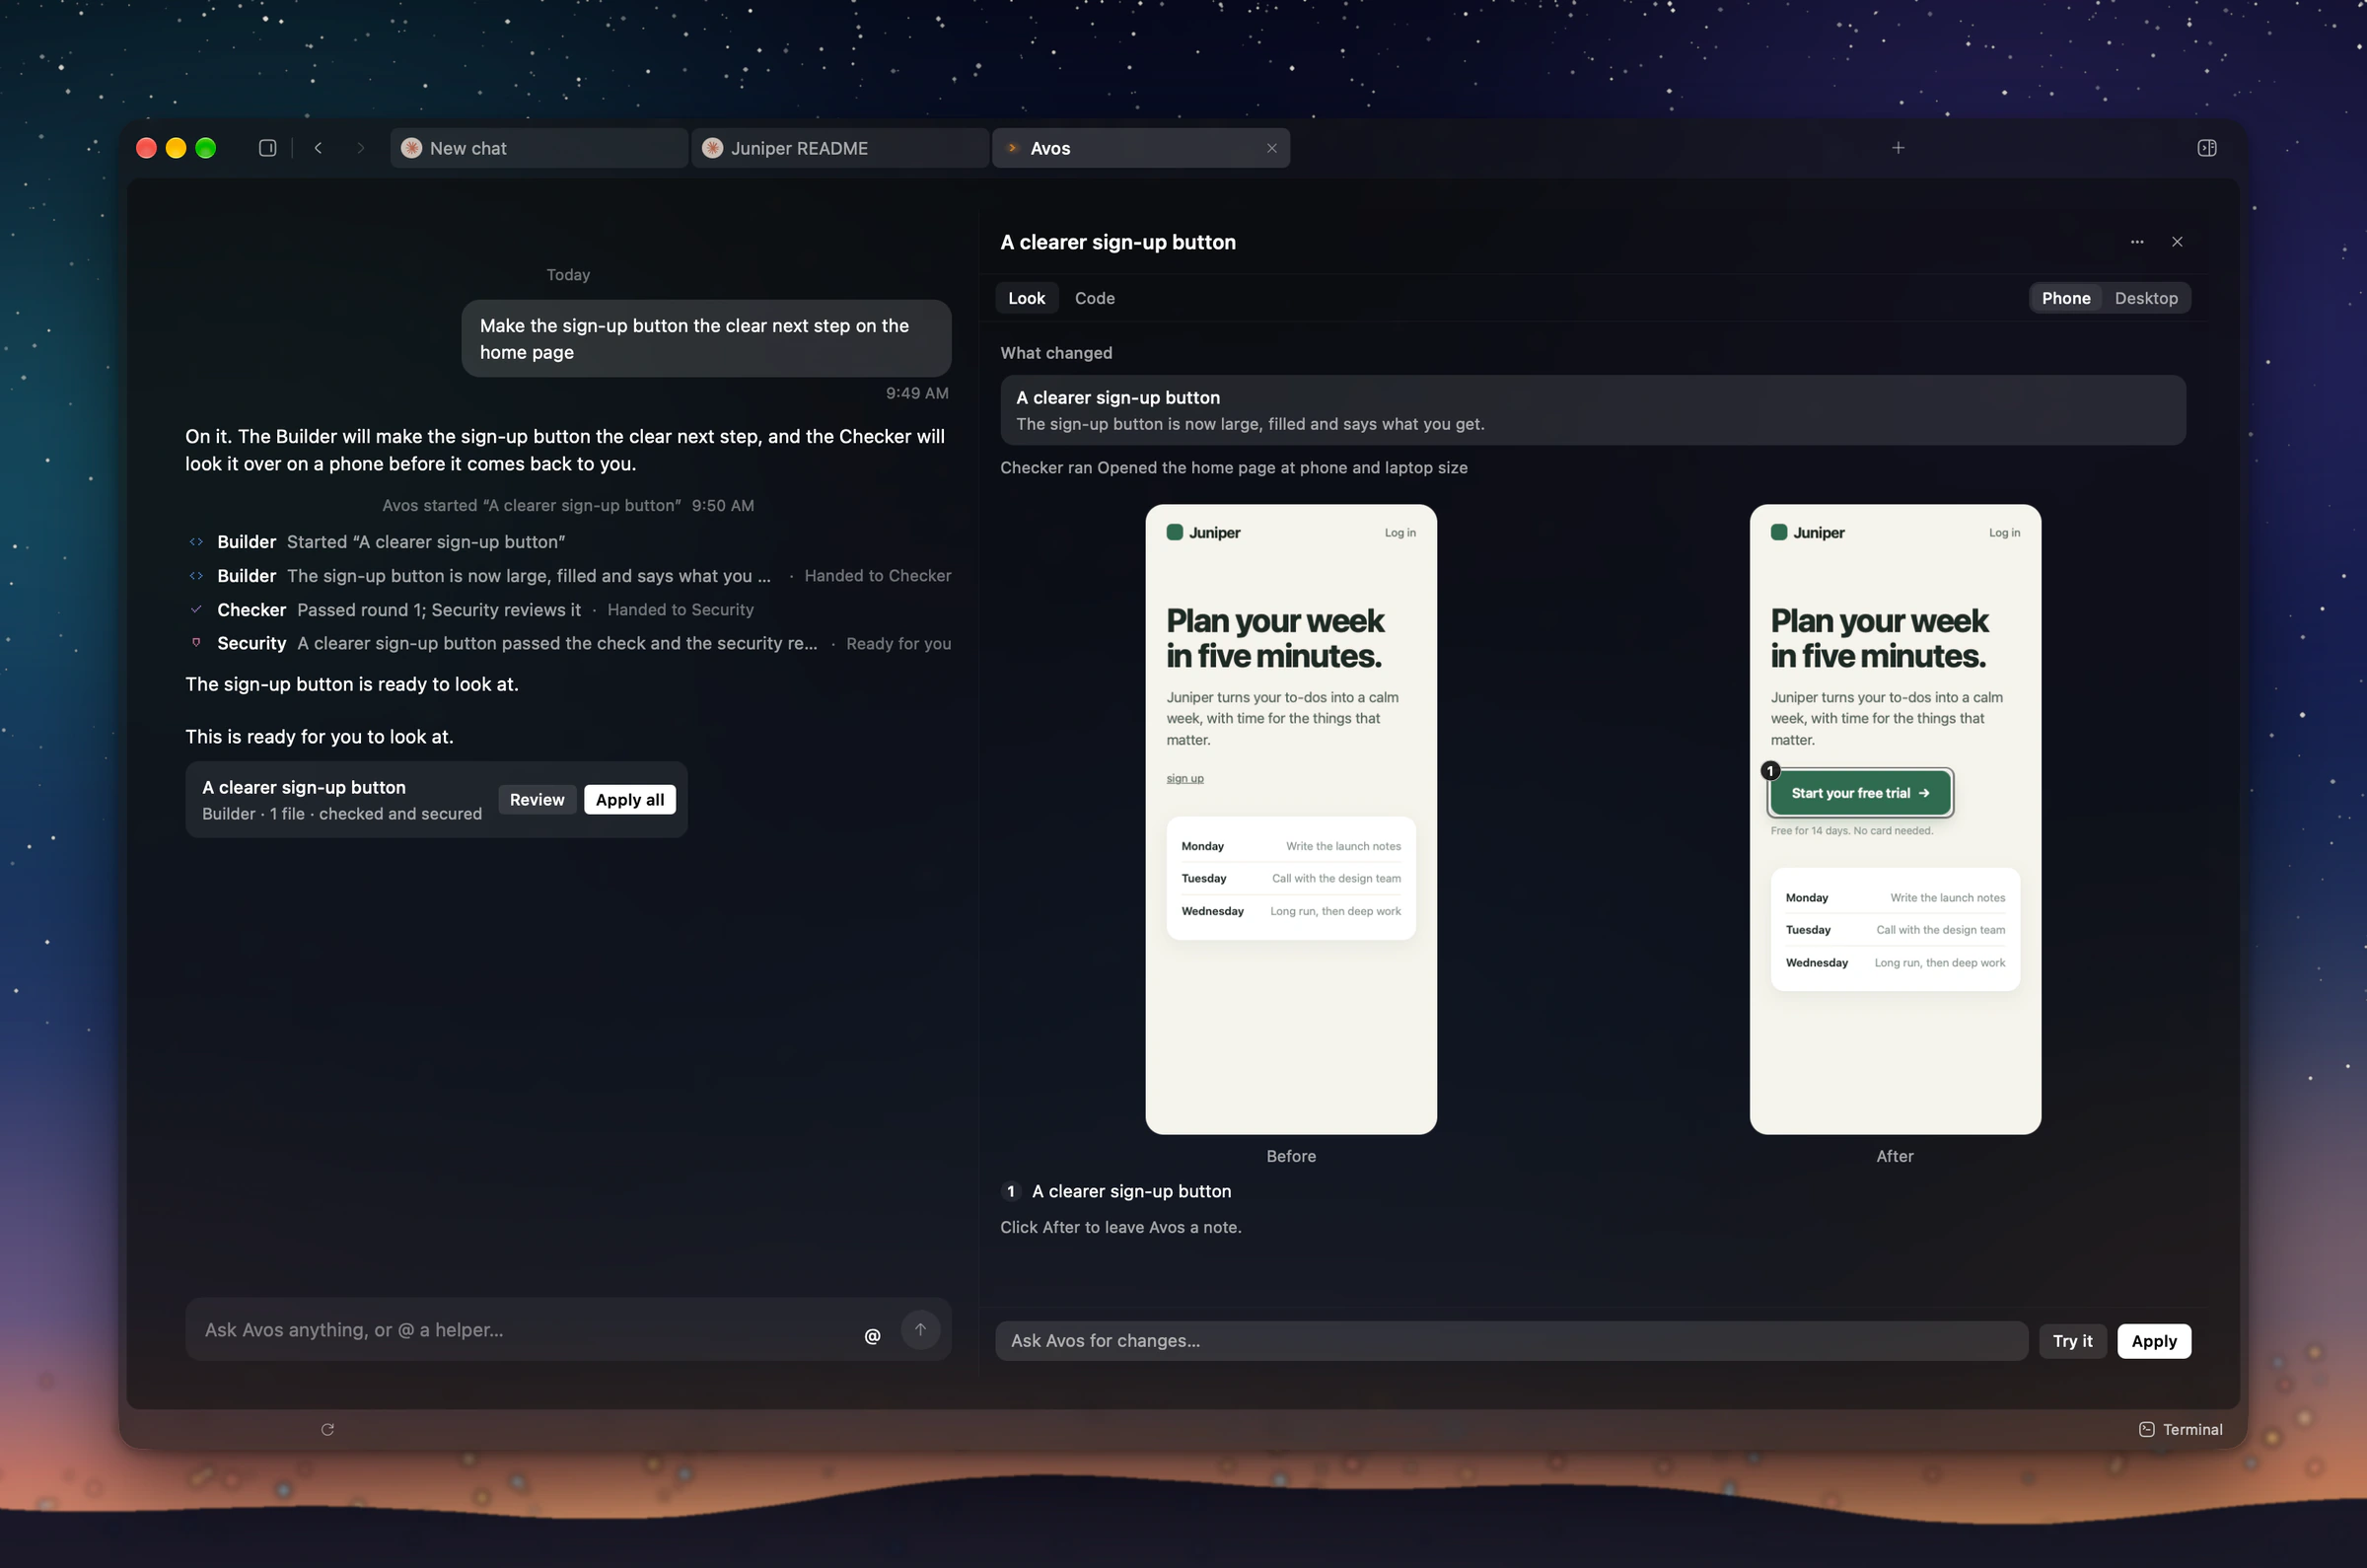 New chat
Juniper README
Avos
Today
Make the sign-up button the clear next step on the
home page
9:49 AM
On it. The Builder will make the sign-up button the clear next step, and the Checker will
look it over on a phone before it comes back to you.
Avos started “A clearer sign-up button” 9:50 AM
Builder Started “A clearer sign-up button”
Builder The sign-up button is now large, filled and says what you ... · Handed to Checker
Checker Passed round 1; Security reviews it · Handed to Security
Security A clearer sign-up button passed the check and the security re... · Ready for you
The sign-up button is ready to look at.
This is ready for you to look at.
A clearer sign-up button
Builder · 1 file · checked and secured
Review
Apply all
Ask Avos anything, or @ a helper...
@
A clearer sign-up button
Look
Code
Phone
Desktop
What changed
A clearer sign-up button
The sign-up button is now large, filled and says what you get.
Checker ran Opened the home page at phone and laptop size
Juniper
Log in
Plan your week
in five minutes.
Juniper turns your to-dos into a calm
week, with time for the things that
matter.
sign up
Monday Write the launch notes
Tuesday Call with the design team
Wednesday Long run, then deep work
Before
Juniper
Log in
Plan your week
in five minutes.
Juniper turns your to-dos into a calm
week, with time for the things that
matter.
1
Start your free trial →
Free for 14 days. No card needed.
Monday Write the launch notes
Tuesday Call with the design team
Wednesday Long run, then deep work
After
1 A clearer sign-up button
Click After to leave Avos a note.
Ask Avos for changes...
Try it
Apply
Terminal